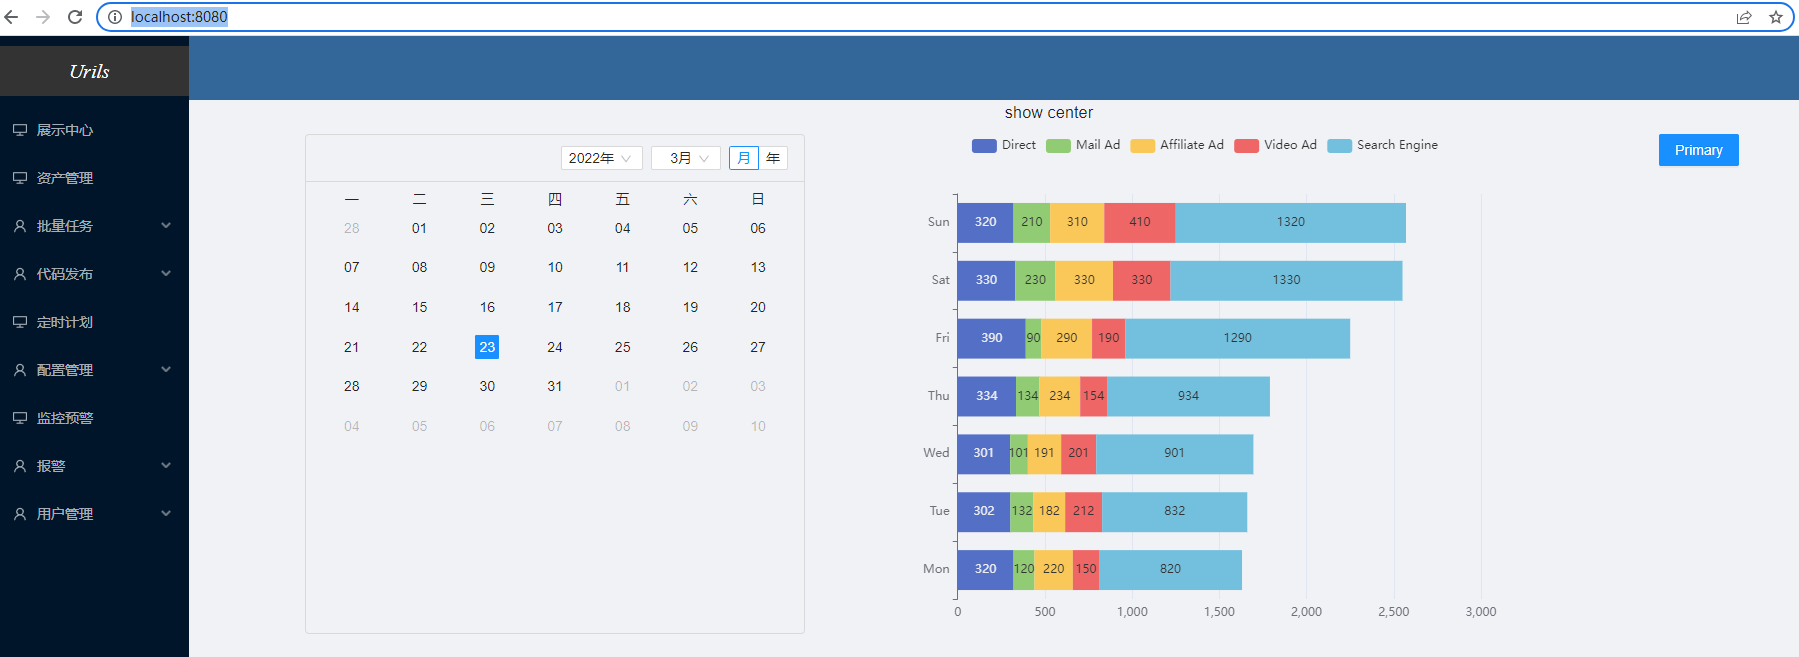 localhost:8080
Urils
展示中心
资产管理
批量任务
代码发布
定时计划
配置管理
监控预警
报警
用户管理
2022年 3月 月 年
一 二 三 四 五 六 日
28 01 02 03 04 05 06
07 08 09 10 11 12 13
14 15 16 17 18 19 20
21 22 23 24 25 26 27
28 29 30 31 01 02 03
04 05 06 07 08 09 10
show center
Direct Mail Ad Affiliate Ad Video Ad Search Engine
Primary
Sun 320 210 310 410 1320
Sat 330 230 330 330 1330
Fri 390 90 290 190 1290
Thu 334 134 234 154 934
Wed 301 101 191 201 901
Tue 302 132 182 212 832
Mon 320 120 220 150 820
0 500 1,000 1,500 2,000 2,500 3,000